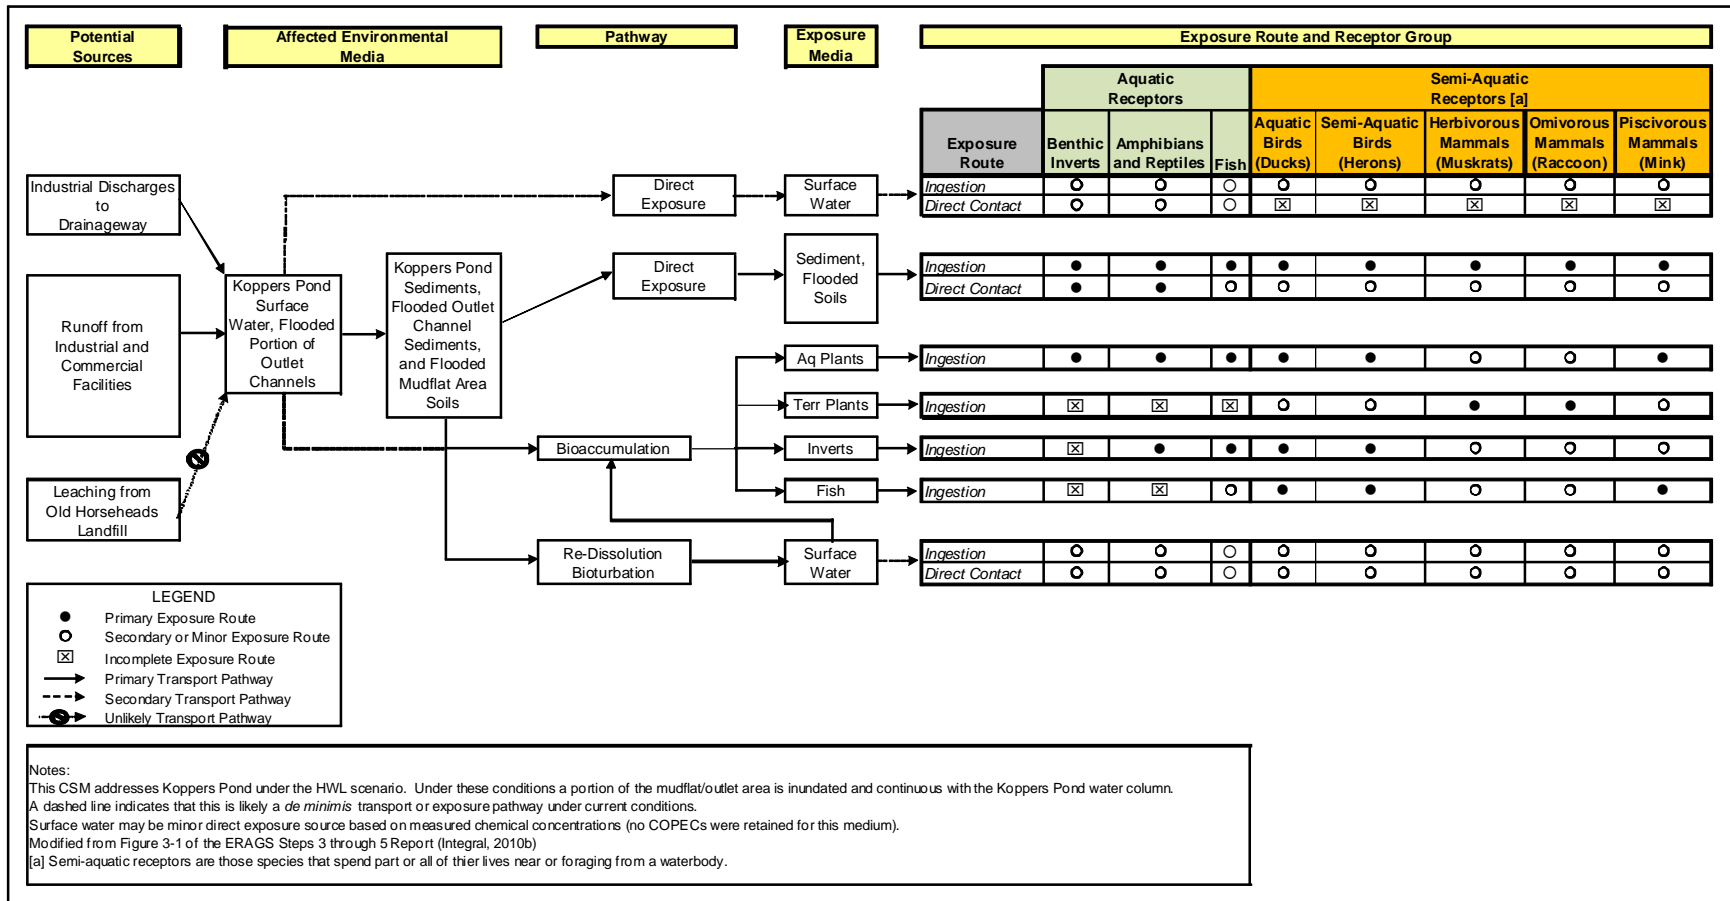 Potential
Sources
Affected Environmental
Media
Pathway
Exposure
Media
Exposure Route and Receptor Group
Aquatic
Receptors
Semi-Aquatic
Receptors [a]
Exposure
Route
Benthic
Inverts
Amphibians
and Reptiles
Fish
Aquatic
Birds
(Ducks)
Semi-Aquatic
Birds
(Herons)
Herbivorous
Mammals
(Muskrats)
Omivorous
Mammals
(Raccoon)
Piscivorous
Mammals
(Mink)
Industrial Discharges
to
Drainageway
Direct
Exposure
Surface
Water
Ingestion
Direct Contact
Runoff from
Industrial and
Commercial
Facilities
Koppers Pond
Surface
Water, Flooded
Portion of
Outlet
Channels
Koppers Pond
Sediments,
Flooded Outlet
Channel
Sediments,
and Flooded
Mudflat Area
Soils
Direct
Exposure
Sediment,
Flooded
Soils
Ingestion
Direct Contact
Aq Plants
Ingestion
Terr Plants
Ingestion
Bioaccumulation
Inverts
Ingestion
Fish
Ingestion
Leaching from
Old Horseheads
Landfill
Re-Dissolution
Bioturbation
Surface
Water
Ingestion
Direct Contact
LEGEND
Primary Exposure Route
Secondary or Minor Exposure Route
Incomplete Exposure Route
Primary Transport Pathway
Secondary Transport Pathway
Unlikely Transport Pathway
Notes:
This CSM addresses Koppers Pond under the HWL scenario. Under these conditions a portion of the mudflat/outlet area is inundated and continuous with the Koppers Pond water column.
A dashed line indicates that this is likely a de minimis transport or exposure pathway under current conditions.
Surface water may be minor direct exposure source based on measured chemical concentrations (no COPECs were retained for this medium).
Modified from Figure 3-1 of the ERAGS Steps 3 through 5 Report (Integral, 2010b)
[a] Semi-aquatic receptors are those species that spend part or all of thier lives near or foraging from a waterbody.